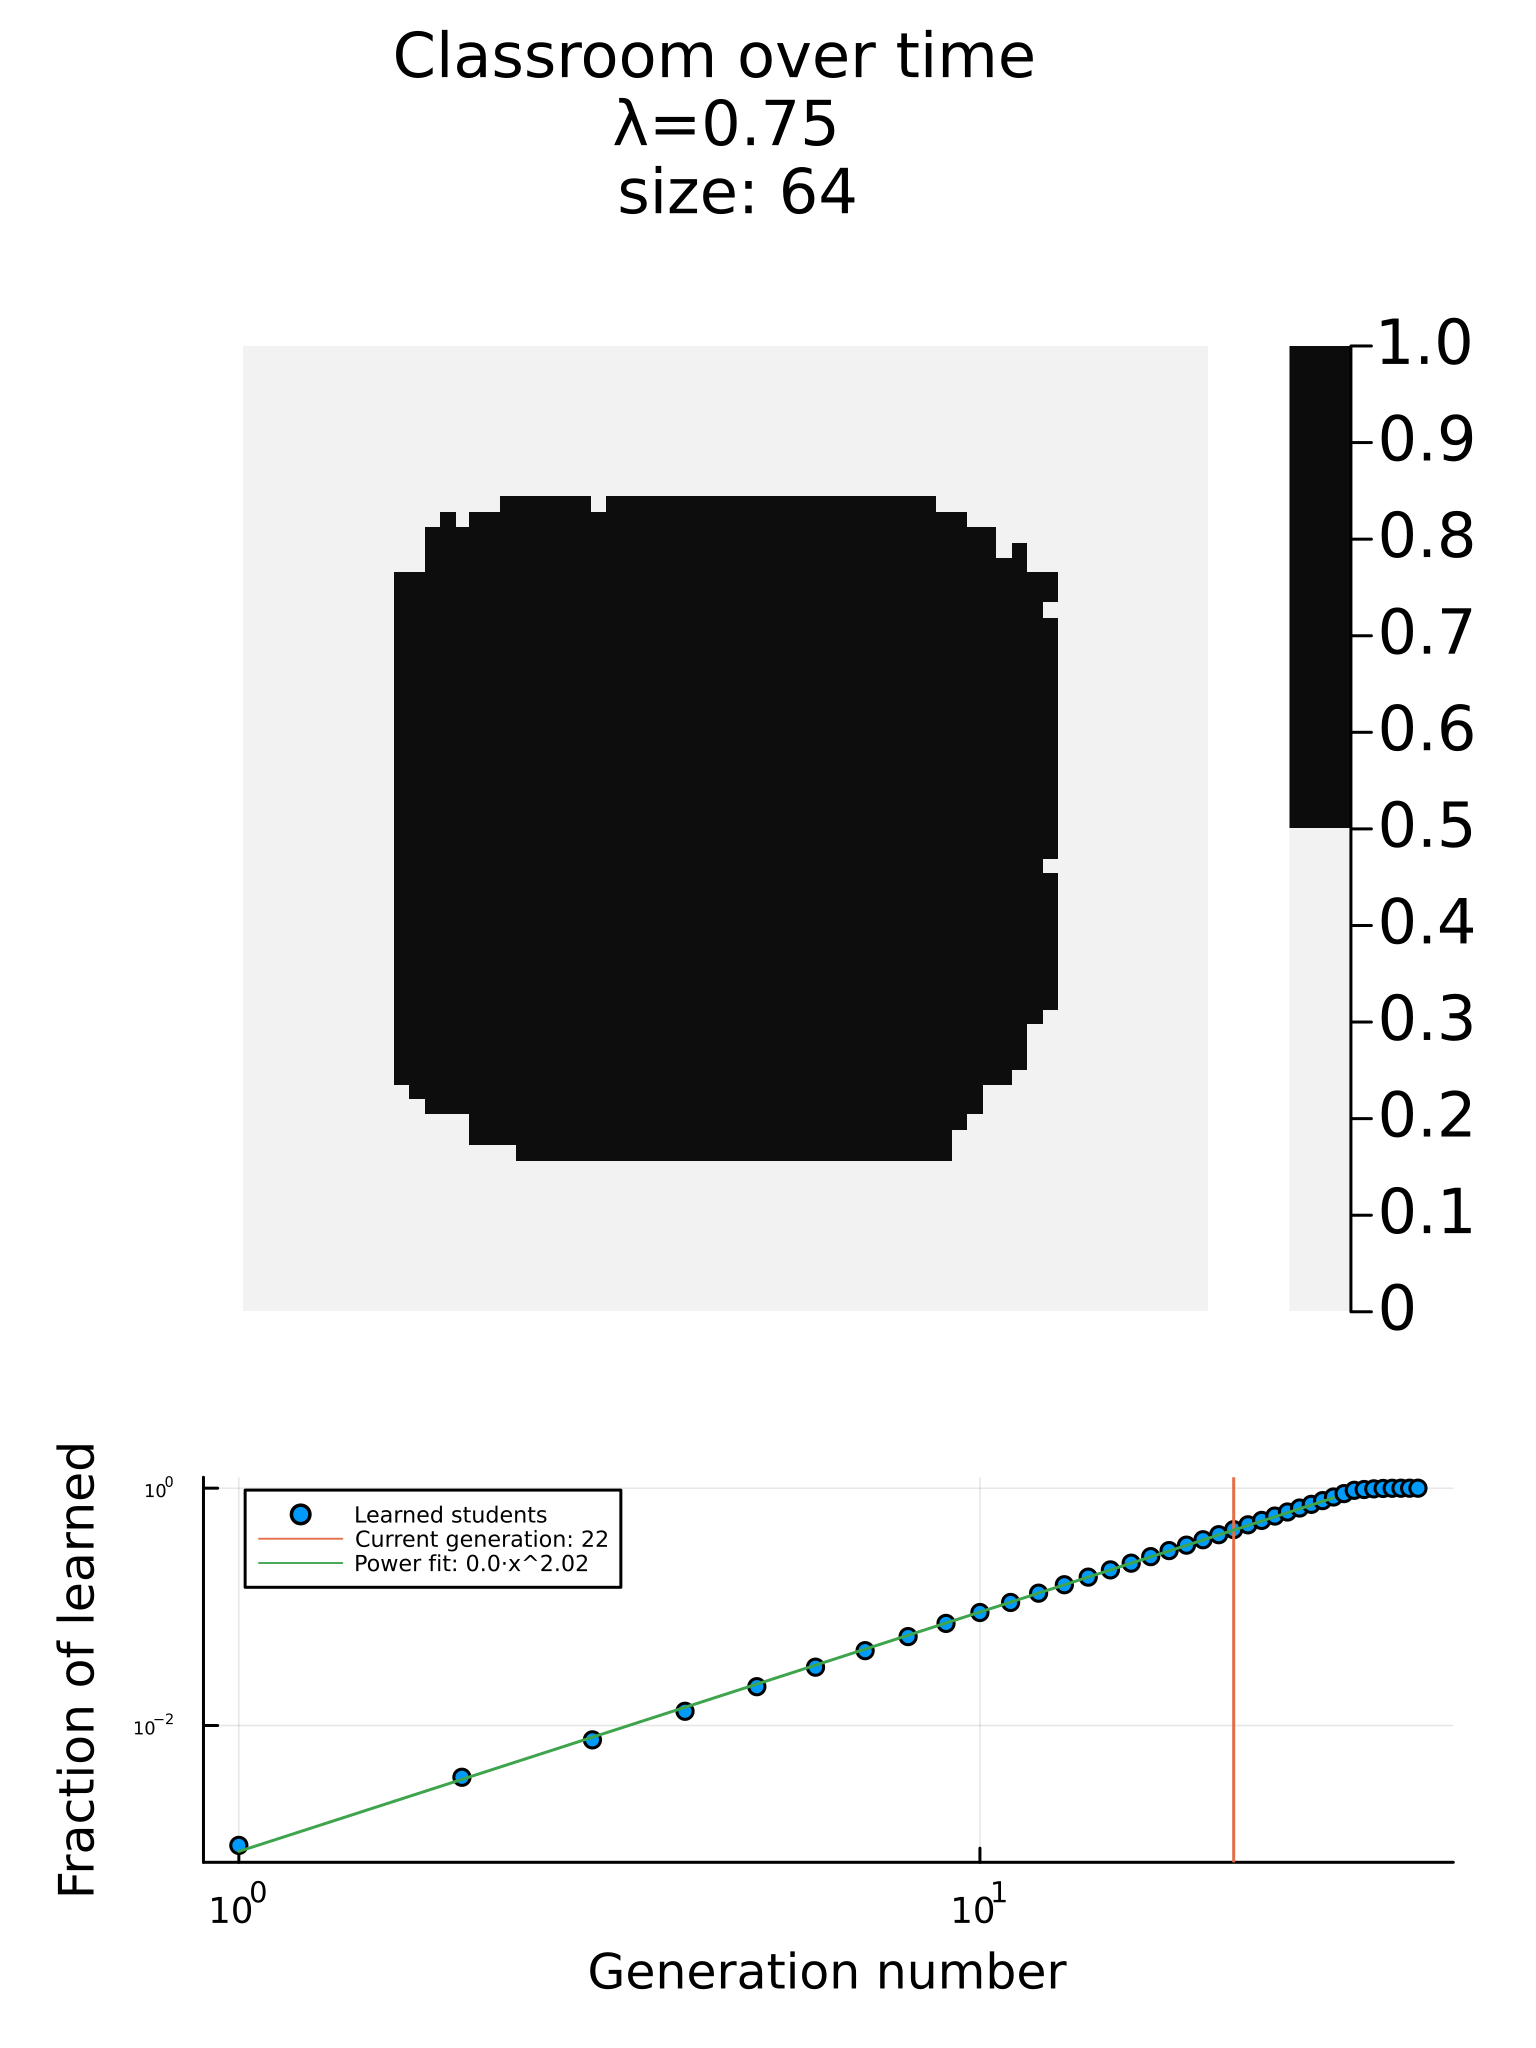 Classroom over time
λ=0.75
size: 64
1.0
0.9
0.8
0.7
0.6
0.5
0.4
0.3
0.2
0.1
0
Fraction of learned
10^0
10^-2
Learned students
Current generation: 22
Power fit: 0.0·x^2.02
10^0
10^1
Generation number